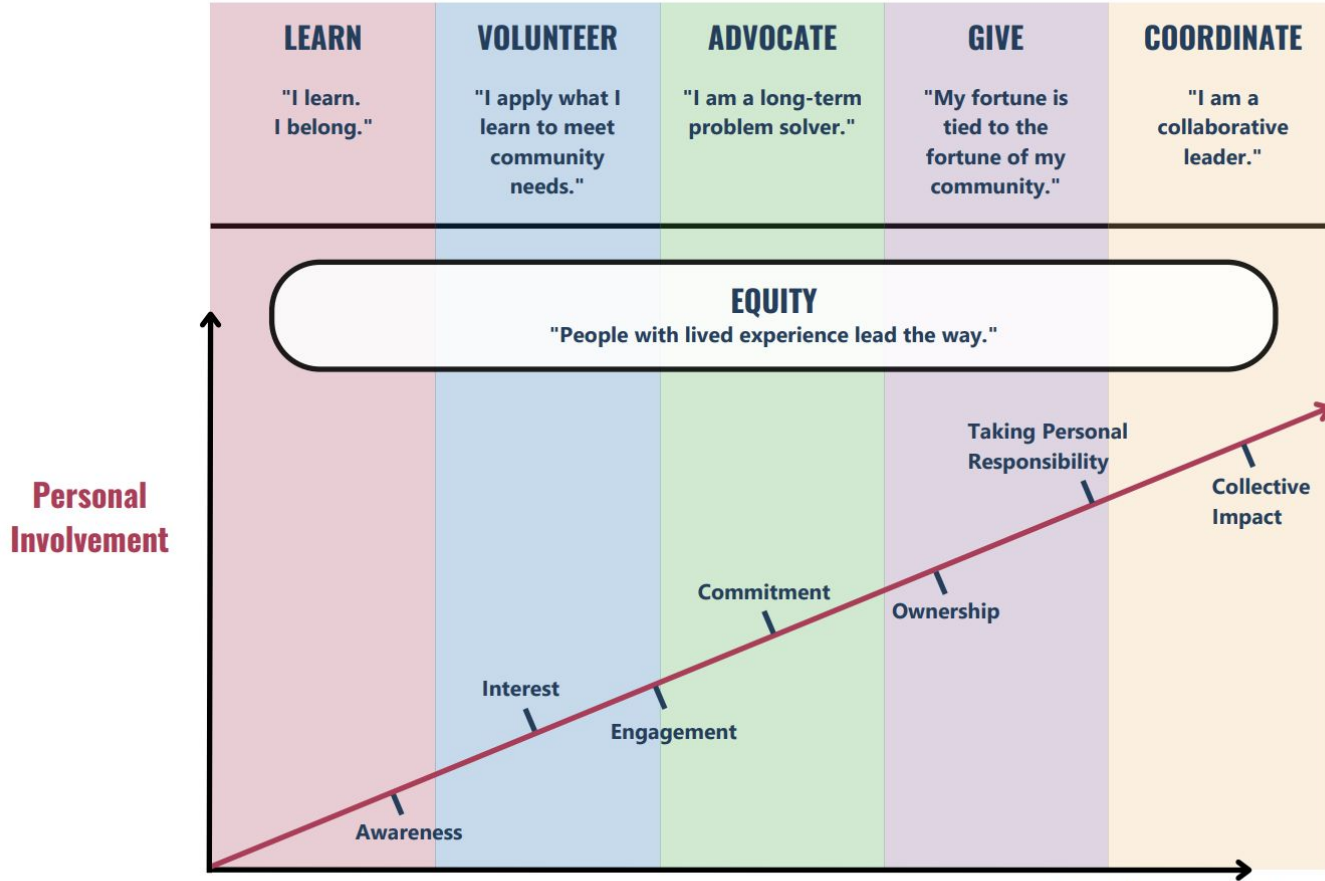 LEARN
"I learn.
I belong."
VOLUNTEER
"I apply what I
learn to meet
community
needs."
ADVOCATE
"I am a long-term
problem solver."
GIVE
"My fortune is
tied to the
fortune of my
community."
COORDINATE
"I am a
collaborative
leader."
EQUITY
"People with lived experience lead the way."
Personal
Involvement
Awareness
Interest
Engagement
Commitment
Ownership
Taking Personal
Responsibility
Collective
Impact